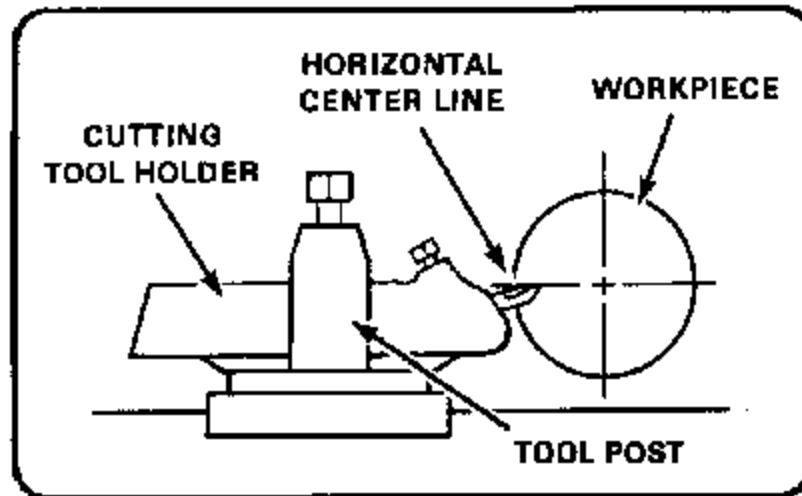 HORIZONTAL
CENTER LINE
WORKPIECE
CUTTING
TOOL HOLDER
TOOL POST